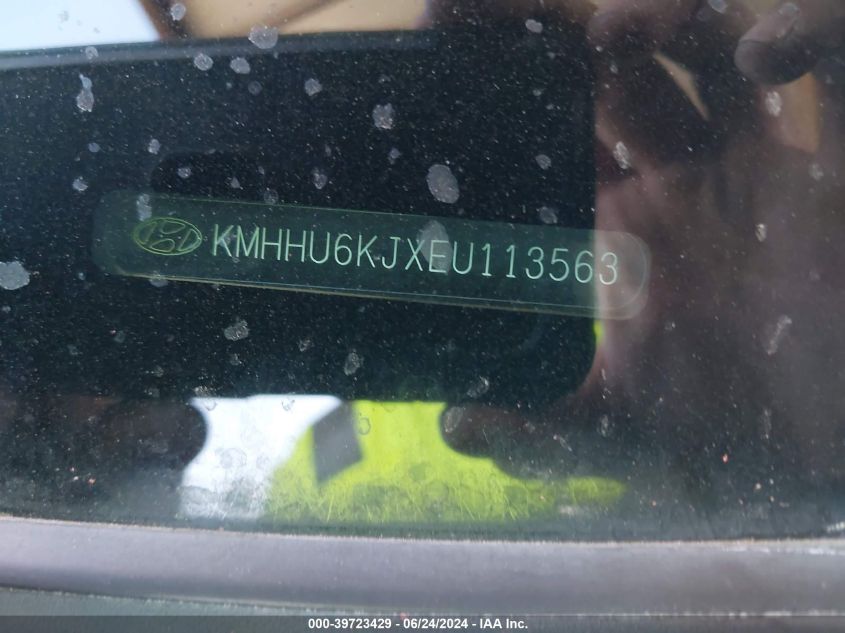 KMHHU6KJXEU113563
000-39723429 - 06/24/2024 - IAA Inc.